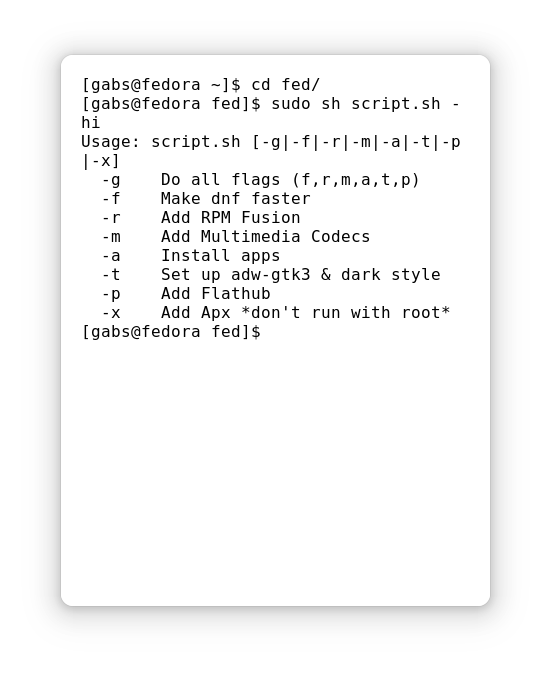 [gabs@fedora ~]$ cd fed/
[gabs@fedora fed]$ sudo sh script.sh -
hi
Usage: script.sh [-g|-f|-r|-m|-a|-t|-p
|-x]
  -g    Do all flags (f,r,m,a,t,p)
  -f    Make dnf faster
  -r    Add RPM Fusion
  -m    Add Multimedia Codecs
  -a    Install apps
  -t    Set up adw-gtk3 & dark style
  -p    Add Flathub
  -x    Add Apx *don't run with root*
[gabs@fedora fed]$